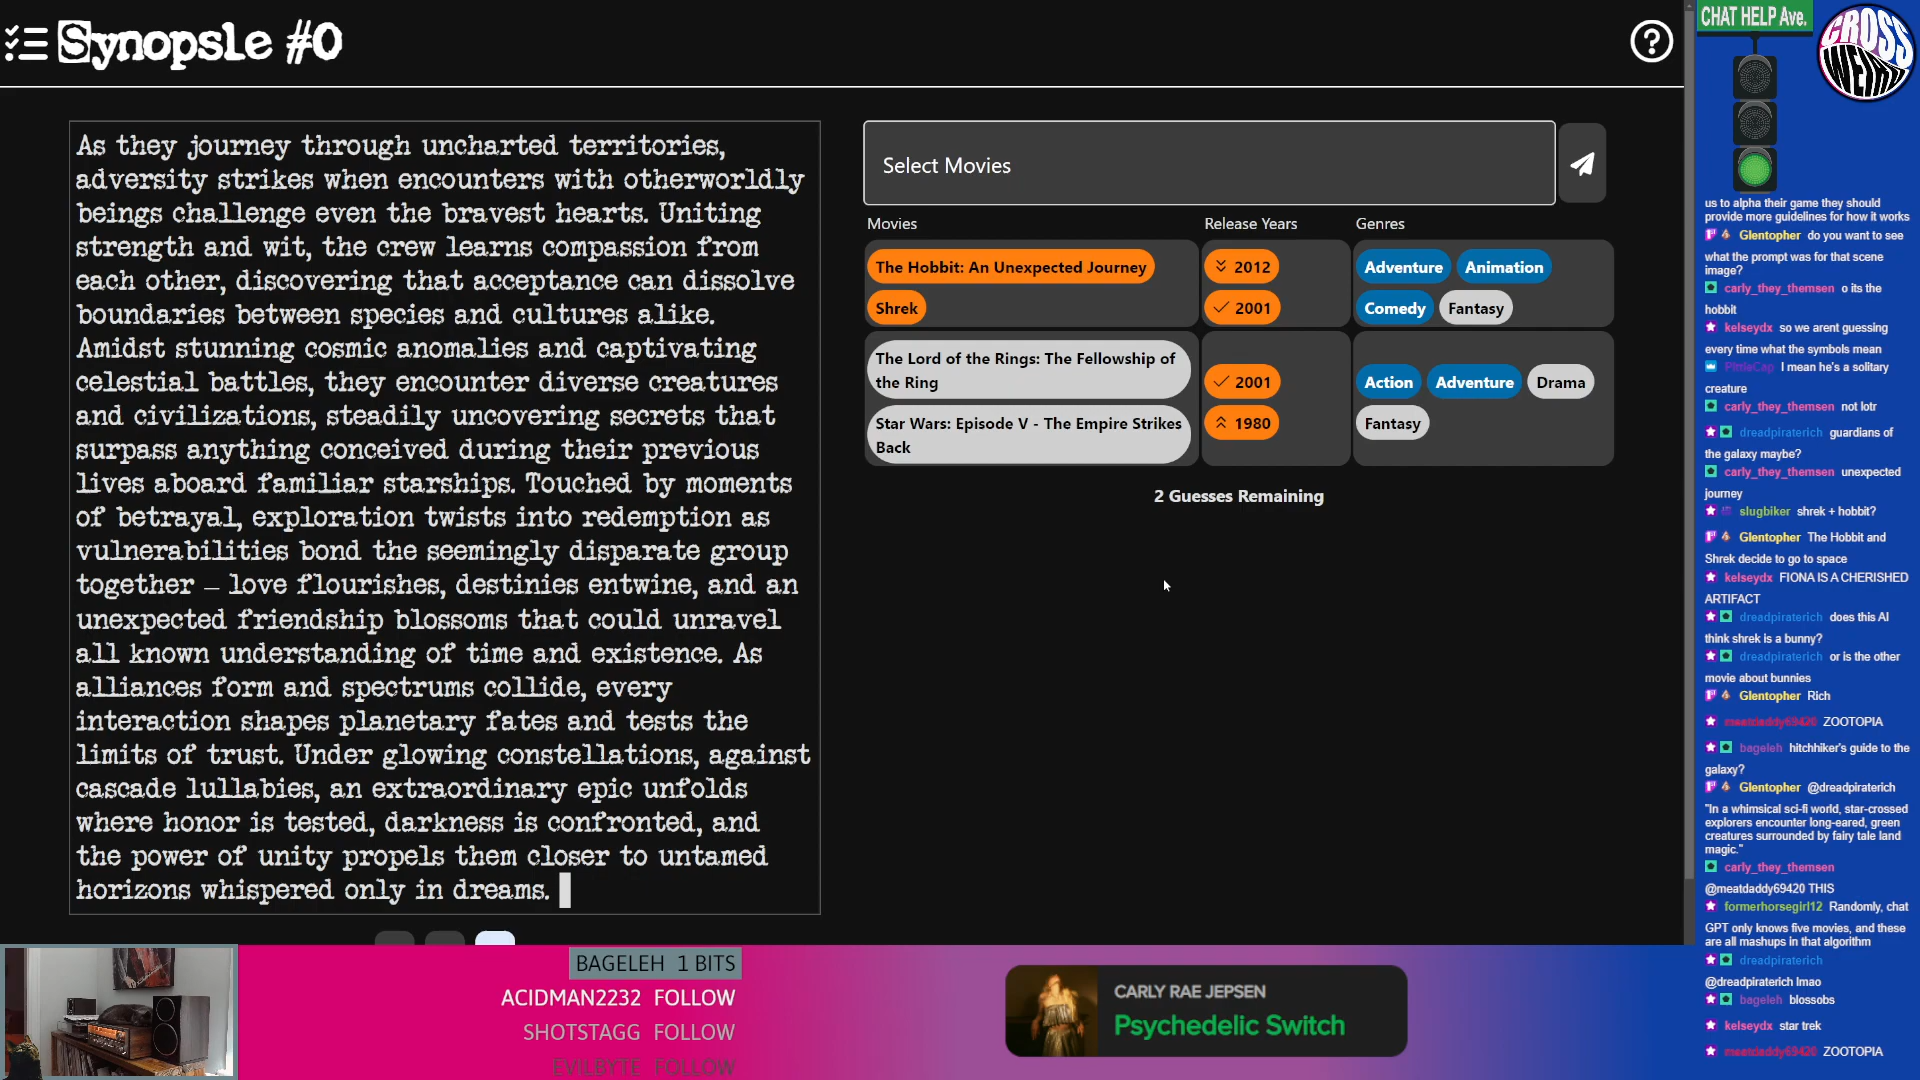 Synopsle #0
As they journey through uncharted territories,
adversity strikes when encounters with otherworldly
beings challenge even the bravest hearts. Uniting
strength and wit, the crew learns compassion from
each other, discovering that acceptance can dissolve
boundaries between species and cultures alike.
Amidst stunning cosmic anomalies and captivating
celestial battles, they encounter diverse creatures
and civilizations, steadily uncovering secrets that
surpass anything conceived during their previous
lives aboard familiar starships. Touched by moments
of betrayal, exploration twists into redemption as
vulnerabilities bond the seemingly disparate group
together – love flourishes, destinies entwine, and an
unexpected friendship blossoms that could unravel
all known understanding of time and existence. As
alliances form and spectrums collide, every
interaction shapes planetary fates and tests the
limits of trust. Under glowing constellations, against
cascade lullabies, an extraordinary epic unfolds
where honor is tested, darkness is confronted, and
the power of unity propels them closer to untamed
horizons whispered only in dreams.
Select Movies
Movies
Release Years
Genres
The Hobbit: An Unexpected Journey
Shrek
2012
2001
Adventure Animation
Comedy Fantasy
The Lord of the Rings: The Fellowship of
the Ring
Star Wars: Episode V - The Empire Strikes
Back
2001
1980
Action Adventure Drama
Fantasy
2 Guesses Remaining
CHAT HELP Ave.
CROSS
us to alpha their game they should
provide more guidelines for how it works
Glentopher do you want to see
what the prompt was for that scene
image?
carly_they_themsen o its the
hobbit
kelseydx so we arent guessing
every time what the symbols mean
I mean he's a solitary
creature
carly_they_themsen not lotr
dreadpiraterich guardians of
the galaxy maybe?
carly_they_themsen unexpected
journey
slugbiker shrek + hobbit?
Glentopher The Hobbit and
Shrek decide to go to space
kelseydx FIONA IS A CHERISHED
ARTIFACT
dreadpiraterich does this AI
think shrek is a bunny?
dreadpiraterich or is the other
movie about bunnies
Glentopher Rich
meatdaddy69420 ZOOTOPIA
bageleh hitchhiker's guide to the
galaxy?
Glentopher @dreadpiraterich
"In a whimsical sci-fi world, star-crossed
explorers encounter long-eared, green
creatures surrounded by fairy tale land
magic."
carly_they_themsen
@meatdaddy69420 THIS
formerhorsegirl12 Randomly, chat
GPT only knows five movies, and these
are all mashups in that algorithm
dreadpiraterich
@dreadpiraterich lmao
bageleh blossobs
kelseydx star trek
meatdaddy69420 ZOOTOPIA
BAGELEH 1 BITS
ACIDMAN2232 FOLLOW
SHOTSTAGG FOLLOW
EVILBYTE FOLLOW
CARLY RAE JEPSEN
Psychedelic Switch